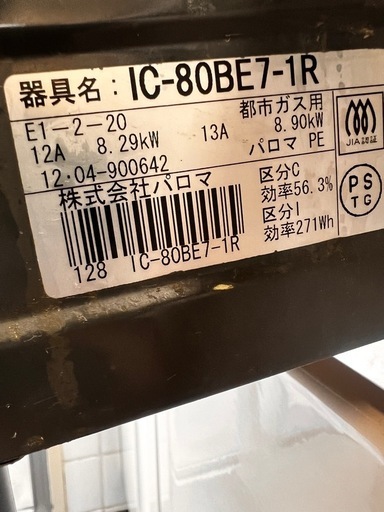 器具名：IC-80BE7-1R
E1-2-20 都市ガス用
12A 8.29kW 13A 8.90kW
12・04-900642 パロマ PE
株式会社パロマ
区分C
効率56.3%
区分I
効率271Wh
128 IC-80BE7-1R
JIA認証
PS
TG